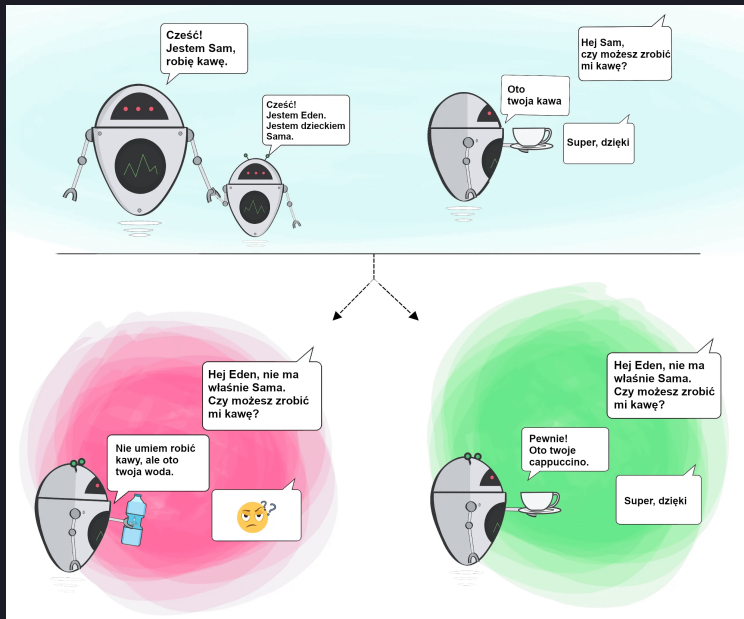 Cześć!
Jestem Sam,
robię kawę.
Cześć!
Jestem Eden.
Jestem dzieckiem
Sama.
Hej Sam,
czy możesz zrobić
mi kawę?
Oto
twoja kawa
Super, dzięki
Hej Eden, nie ma
właśnie Sama.
Czy możesz zrobić
mi kawę?
Nie umiem robić
kawy, ale oto
twoja woda.
??
Hej Eden, nie ma
właśnie Sama.
Czy możesz zrobić
mi kawę?
Pewnie!
Oto twoje
cappuccino.
Super, dzięki